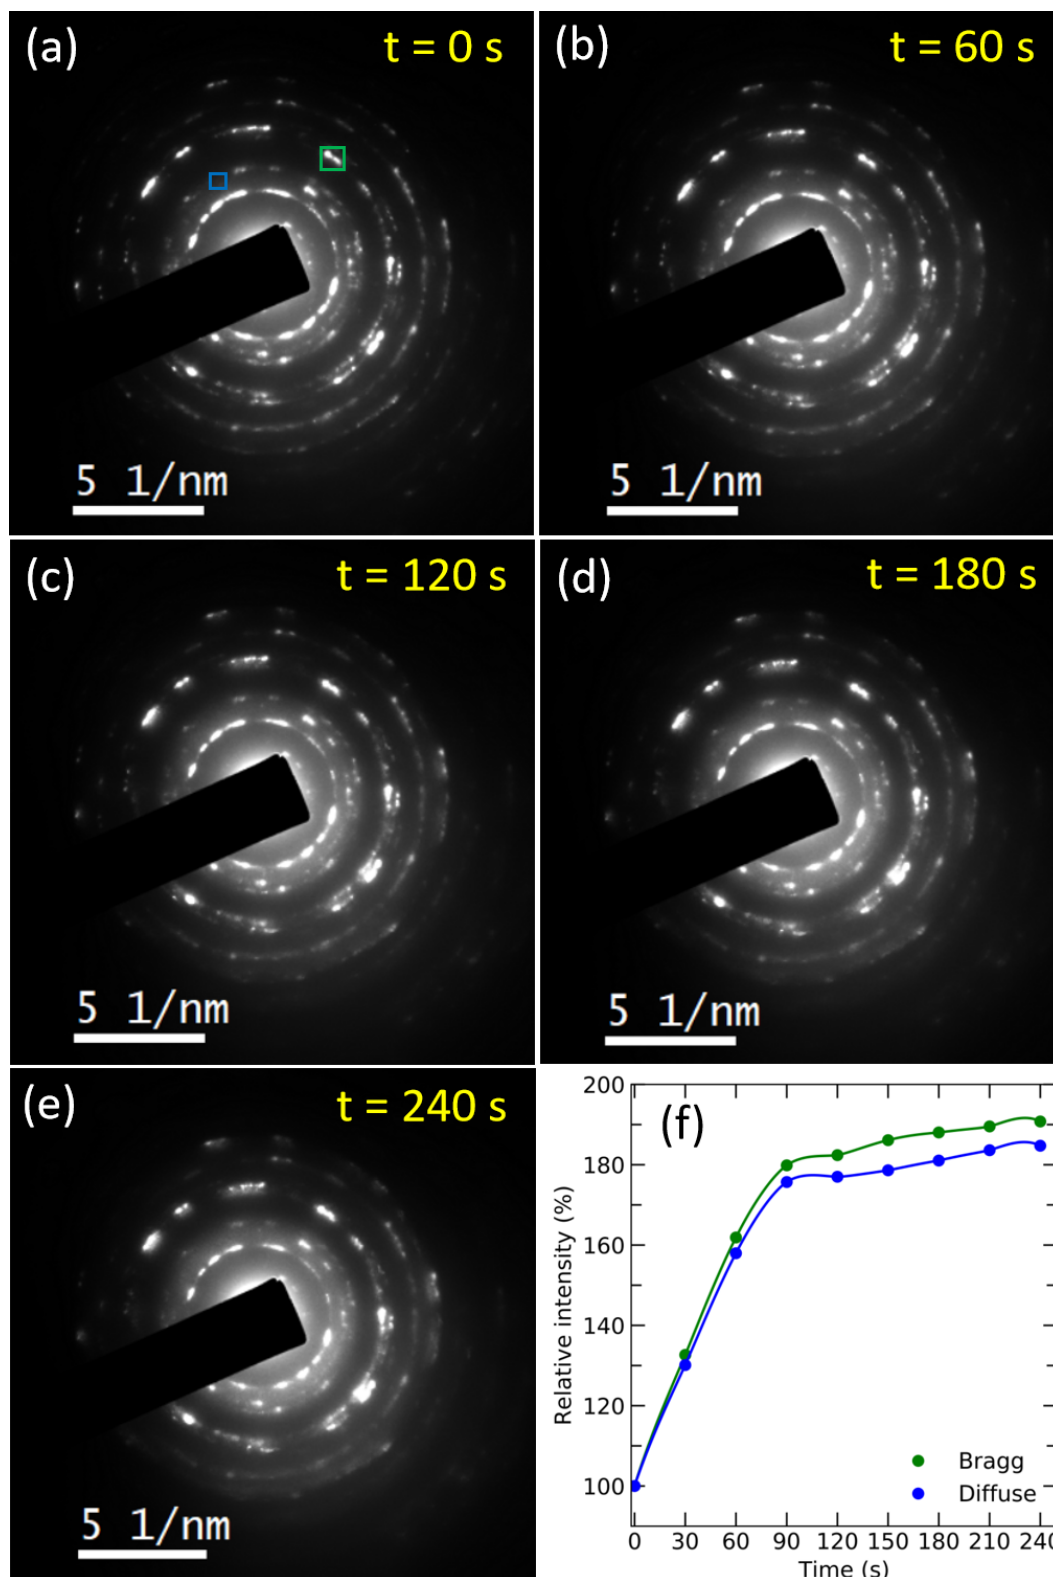 (a) t = 0 s
5 1/nm
(b) t = 60 s
5 1/nm
(c) t = 120 s
5 1/nm
(d) t = 180 s
5 1/nm
(e) t = 240 s
5 1/nm
(f)
200
180
160
140
120
100
Relative intensity (%)
Bragg
Diffuse
0 30 60 90 120 150 180 210 240
Time (s)